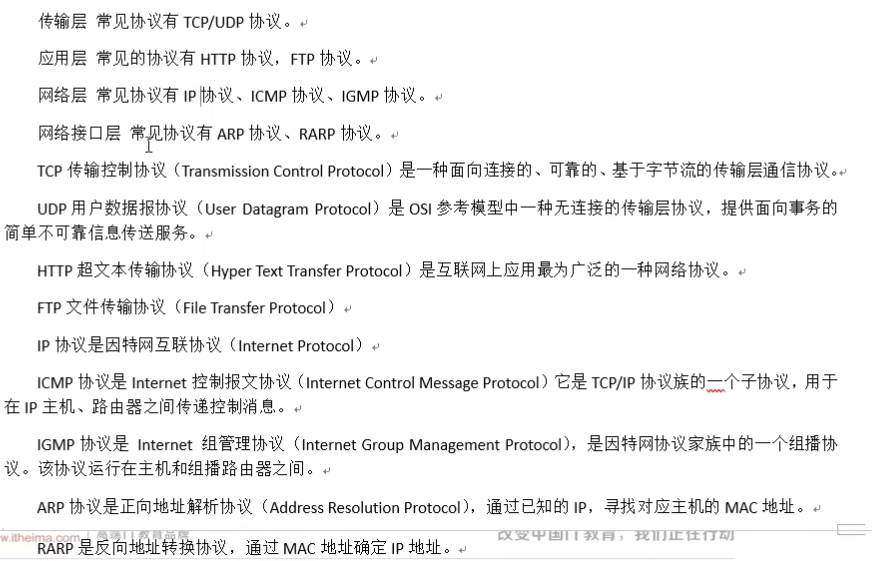 传输层 常见协议有 TCP/UDP 协议。
应用层 常见的协议有 HTTP 协议，FTP 协议。
网络层 常见协议有 IP 协议、ICMP 协议、IGMP 协议。
网络接口层 常见协议有 ARP 协议、RARP 协议。
TCP 传输控制协议（Transmission Control Protocol）是一种面向连接的、可靠的、基于字节流的传输层通信协议。
UDP 用户数据报协议（User Datagram Protocol）是 OSI 参考模型中一种无连接的传输层协议，提供面向事务的
简单不可靠信息传送服务。
HTTP 超文本传输协议（Hyper Text Transfer Protocol）是互联网上应用最为广泛的一种网络协议。
FTP 文件传输协议（File Transfer Protocol）
IP 协议是因特网互联协议（Internet Protocol）
ICMP 协议是 Internet 控制报文协议（Internet Control Message Protocol）它是 TCP/IP 协议族的一个子协议，用于
在 IP 主机、路由器之间传递控制消息。
IGMP 协议是 Internet 组管理协议（Internet Group Management Protocol），是因特网协议家族中的一个组播协
议。该协议运行在主机和组播路由器之间。
ARP 协议是正向地址解析协议（Address Resolution Protocol），通过已知的 IP，寻找对应主机的 MAC 地址。
w.itheima.com 改变中国IT教育，我们正在行动
RARP 是反向地址转换协议，通过 MAC 地址确定 IP 地址。